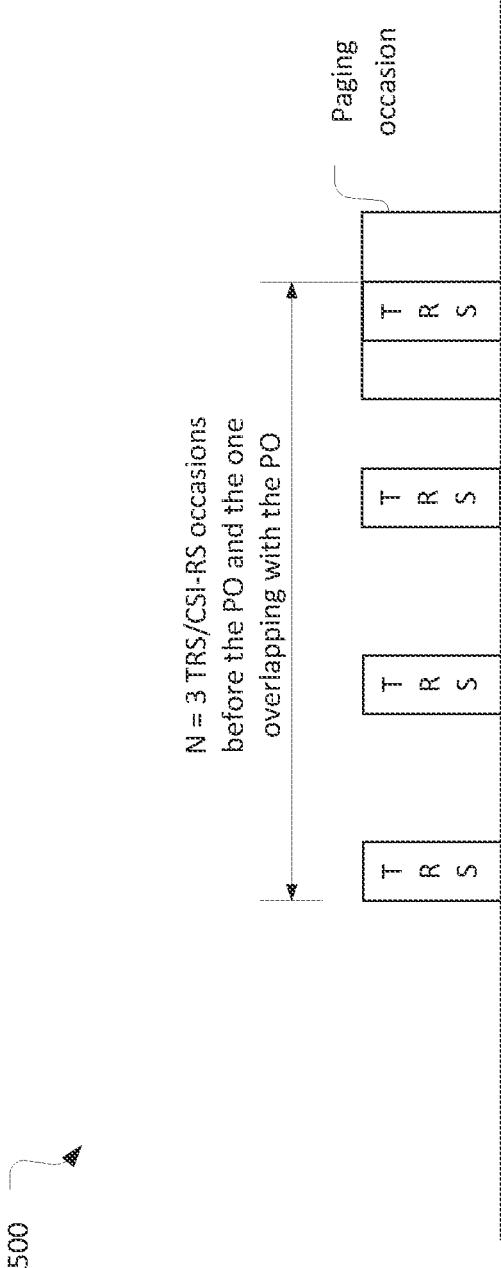 500
N = 3 TRS/CSI-RS occasions
before the PO and the one
overlapping with the PO
Paging
occasion
T
R
S
T
R
S
T
R
S
T
R
S